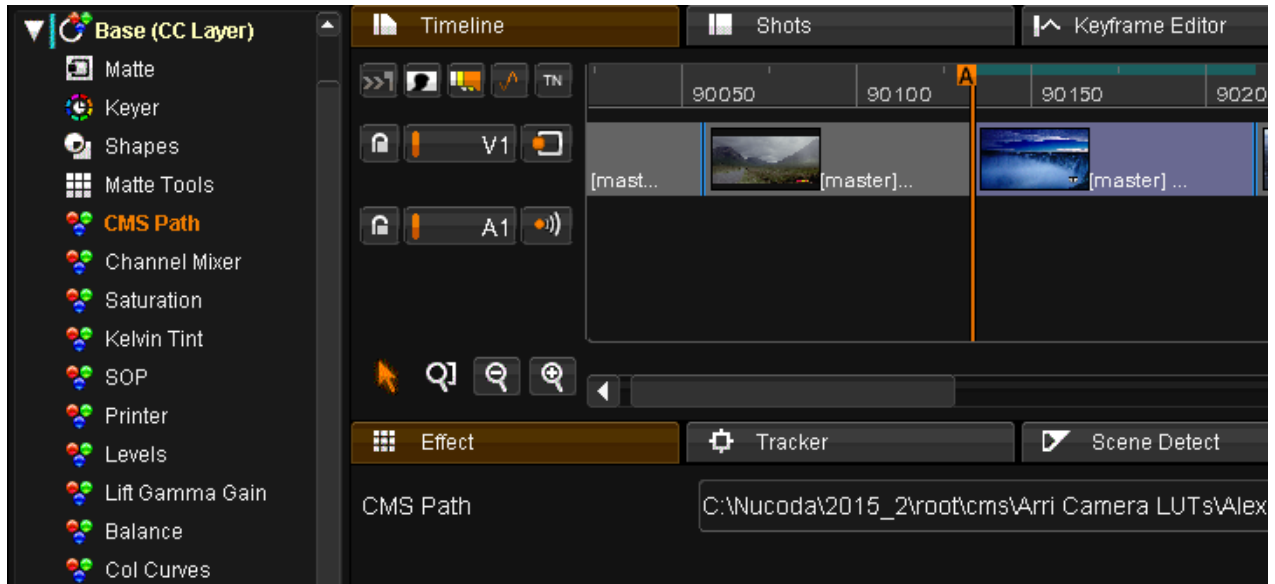 Base (CC Layer)
Matte
Keyer
Shapes
Matte Tools
CMS Path
Channel Mixer
Saturation
Kelvin Tint
SOP
Printer
Levels
Lift Gamma Gain
Balance
Col Curves
Timeline
Shots
Keyframe Editor
TN
A
90050
90100
90150
9020
V1
[mast...
[master]...
[master] ...
A1
Effect
Tracker
Scene Detect
CMS Path
C:\Nucoda\2015_2\root\cms\Arri Camera LUTs\Alex